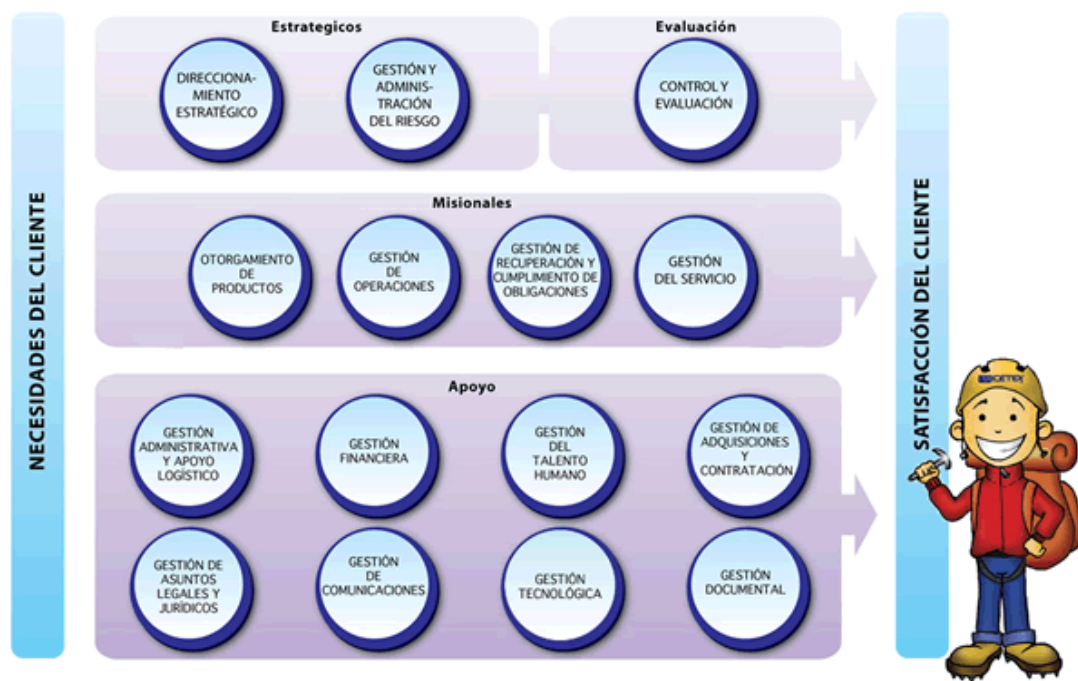 NECESIDADES DEL CLIENTE
Estrategicos
DIRECCIONA-
MIENTO
ESTRATÉGICO
GESTIÓN Y
ADMINIS-
TRACIÓN
DEL RIESGO
Evaluación
CONTROL Y
EVALUACIÓN
Misionales
OTORGAMIENTO
DE
PRODUCTOS
GESTIÓN
DE
OPERACIONES
GESTIÓN DE
RECUPERACIÓN Y
CUMPLIMIENTO DE
OBLIGACIONES
GESTIÓN
DEL SERVICIO
Apoyo
GESTIÓN
ADMINISTRATIVA
Y APOYO
LOGÍSTICO
GESTIÓN
FINANCIERA
GESTIÓN
DEL
TALENTO
HUMANO
GESTIÓN DE
ADQUISICIONES
Y
CONTRATACIÓN
GESTIÓN DE
ASUNTOS
LEGALES Y
JURÍDICOS
GESTIÓN
DE
COMUNICACIONES
GESTIÓN
TECNOLÓGICA
GESTIÓN
DOCUMENTAL
SATISFACCIÓN DEL CLIENTE